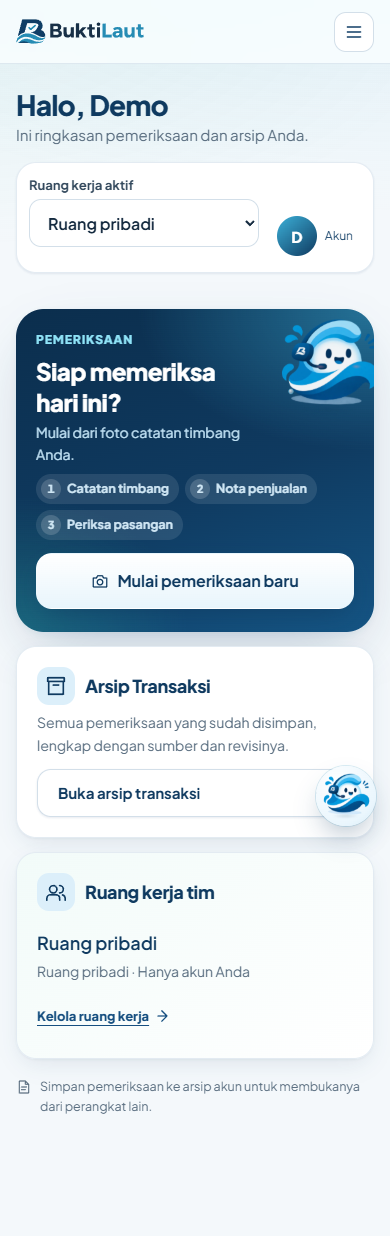 BuktiLaut
Halo, Demo
Ini ringkasan pemeriksaan dan arsip Anda.
Ruang kerja aktif
Ruang pribadi
D
Akun
PEMERIKSAAN
Siap memeriksa
hari ini?
Mulai dari foto catatan timbang
Anda.
1 Catatan timbang
2 Nota penjualan
3 Periksa pasangan
Mulai pemeriksaan baru
Arsip Transaksi
Semua pemeriksaan yang sudah disimpan,
lengkap dengan sumber dan revisinya.
Buka arsip transaksi
Ruang kerja tim
Ruang pribadi
Ruang pribadi · Hanya akun Anda
Kelola ruang kerja
Simpan pemeriksaan ke arsip akun untuk membukanya
dari perangkat lain.